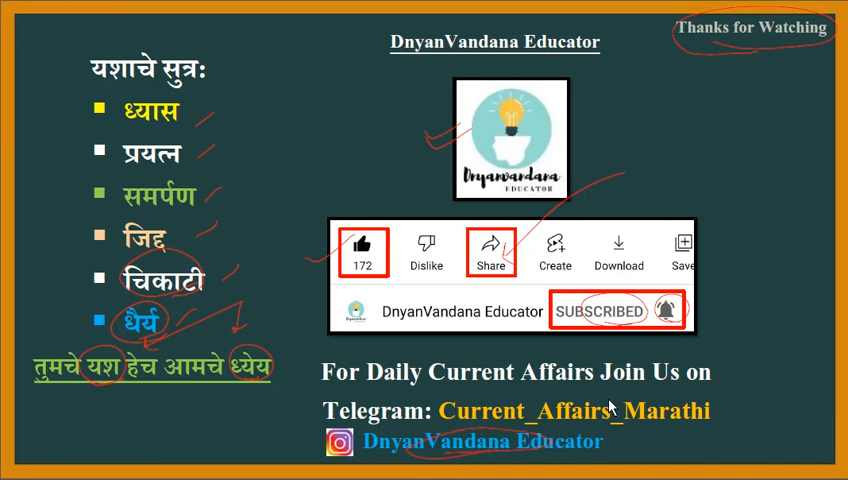 Thanks for Watching
DnyanVandana Educator
यशाचे सुत्र:
ध्यास
प्रयत्न
समर्पण
जिद्द
चिकाटी
धैर्य
तुमचे यश हेच आमचे ध्येय
Dnyanvandana
EDUCATOR
172
Dislike
Share
Create
Download
Save
DnyanVandana Educator
SUBSCRIBED
For Daily Current Affairs Join Us on
Telegram: Current_Affairs_Marathi
DnyanVandana Educator